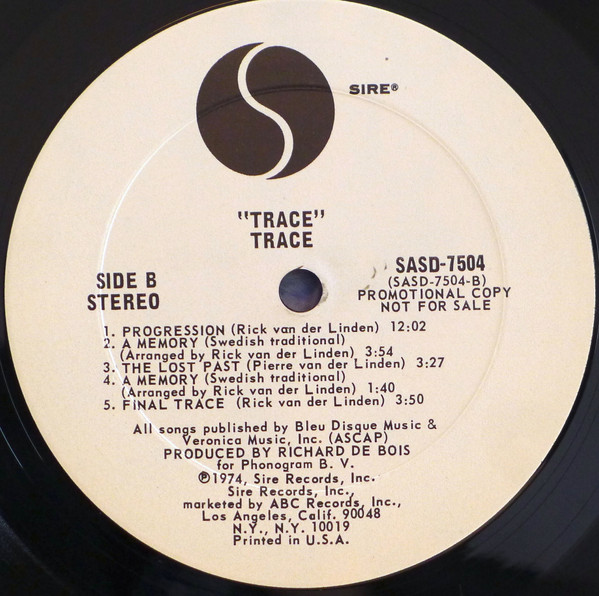 SIRE®
"TRACE"
TRACE
SIDE B
STEREO
SASD-7504
(SASD-7504-B)
PROMOTIONAL COPY
NOT FOR SALE
1. PROGRESSION (Rick van der Linden) 12:02
2. A MEMORY (Swedish traditional)
(Arranged by Rick van der Linden) 3:54
3. THE LOST PAST (Pierre van der Linden) 3:27
4. A MEMORY (Swedish traditional)
(Arranged by Rick van der Linden) 1:40
5. FINAL TRACE (Rick van der Linden) 3:50
All songs published by Bleu Disque Music &
Veronica Music, Inc. (ASCAP)
PRODUCED BY RICHARD DE BOIS
for Phonogram B. V.
℗1974, Sire Records, Inc.
Sire Records, Inc.,
marketed by ABC Records, Inc.,
Los Angeles, Calif. 90048
N.Y., N.Y. 10019
Printed in U.S.A.